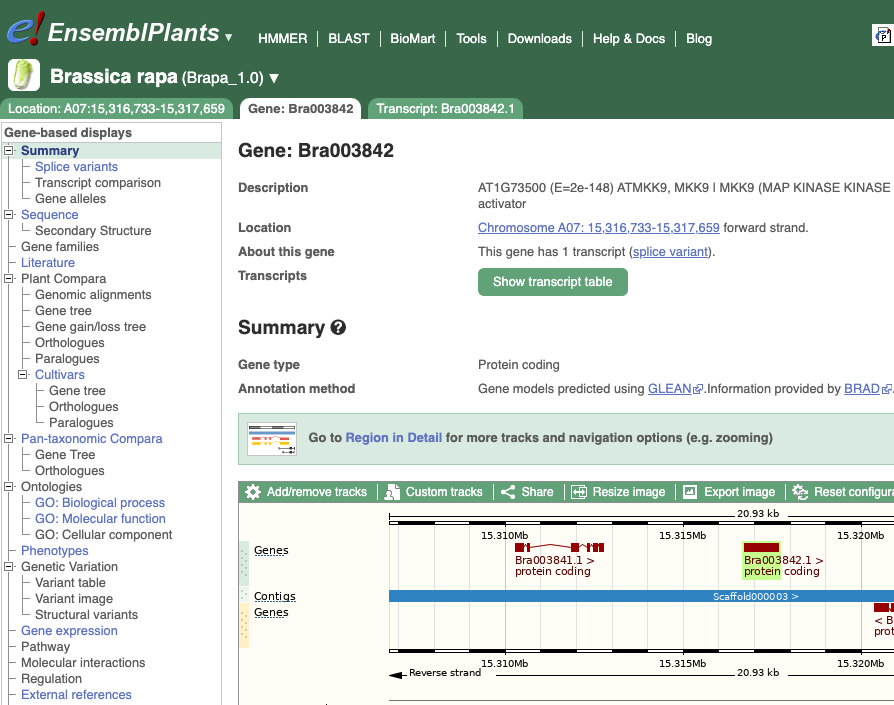 e! EnsemblPlants ▾
HMMER | BLAST | BioMart | Tools | Downloads | Help & Docs | Blog
Brassica rapa (Brapa_1.0) ▼
Location: A07:15,316,733-15,317,659
Gene: Bra003842
Transcript: Bra003842.1
Gene-based displays
Summary
Splice variants
Transcript comparison
Gene alleles
Sequence
Secondary Structure
Gene families
Literature
Plant Compara
Genomic alignments
Gene tree
Gene gain/loss tree
Orthologues
Paralogues
Cultivars
Gene tree
Orthologues
Paralogues
Pan-taxonomic Compara
Gene Tree
Orthologues
Ontologies
GO: Biological process
GO: Molecular function
GO: Cellular component
Phenotypes
Genetic Variation
Variant table
Variant image
Structural variants
Gene expression
Pathway
Molecular interactions
Regulation
External references
Gene: Bra003842
Description
AT1G73500 (E=2e-148) ATMKK9, MKK9 | MKK9 (MAP KINASE KINASE
activator
Location
Chromosome A07: 15,316,733-15,317,659 forward strand.
About this gene
This gene has 1 transcript (splice variant).
Transcripts
Show transcript table
Summary
Gene type
Protein coding
Annotation method
Gene models predicted using GLEAN.Information provided by BRAD.
Go to Region in Detail for more tracks and navigation options (e.g. zooming)
Add/remove tracks
Custom tracks
Share
Resize image
Export image
Reset configura
20.93 kb
15.310Mb
15.315Mb
15.320Mb
Genes
Bra003841.1 >
protein coding
Bra003842.1 >
protein coding
Contigs
Scaffold000003 >
Genes
< B
prot
15.310Mb
15.315Mb
15.320Mb
Reverse strand
20.93 kb